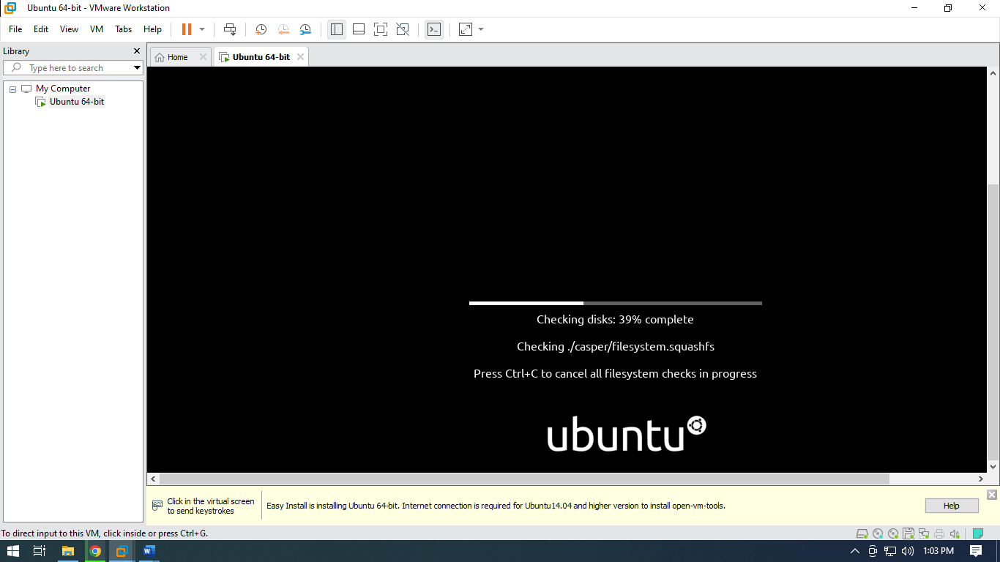 Ubuntu 64-bit - VMware Workstation
File Edit View VM Tabs Help
Library
Home
Ubuntu 64-bit
Type here to search
My Computer
Ubuntu 64-bit
Checking disks: 39% complete
Checking ./casper/filesystem.squashfs
Press Ctrl+C to cancel all filesystem checks in progress
ubuntu
Click in the virtual screen
to send keystrokes
Easy Install is installing Ubuntu 64-bit. Internet connection is required for Ubuntu14.04 and higher version to install open-vm-tools.
Help
To direct input to this VM, click inside or press Ctrl+G.
1:03 PM